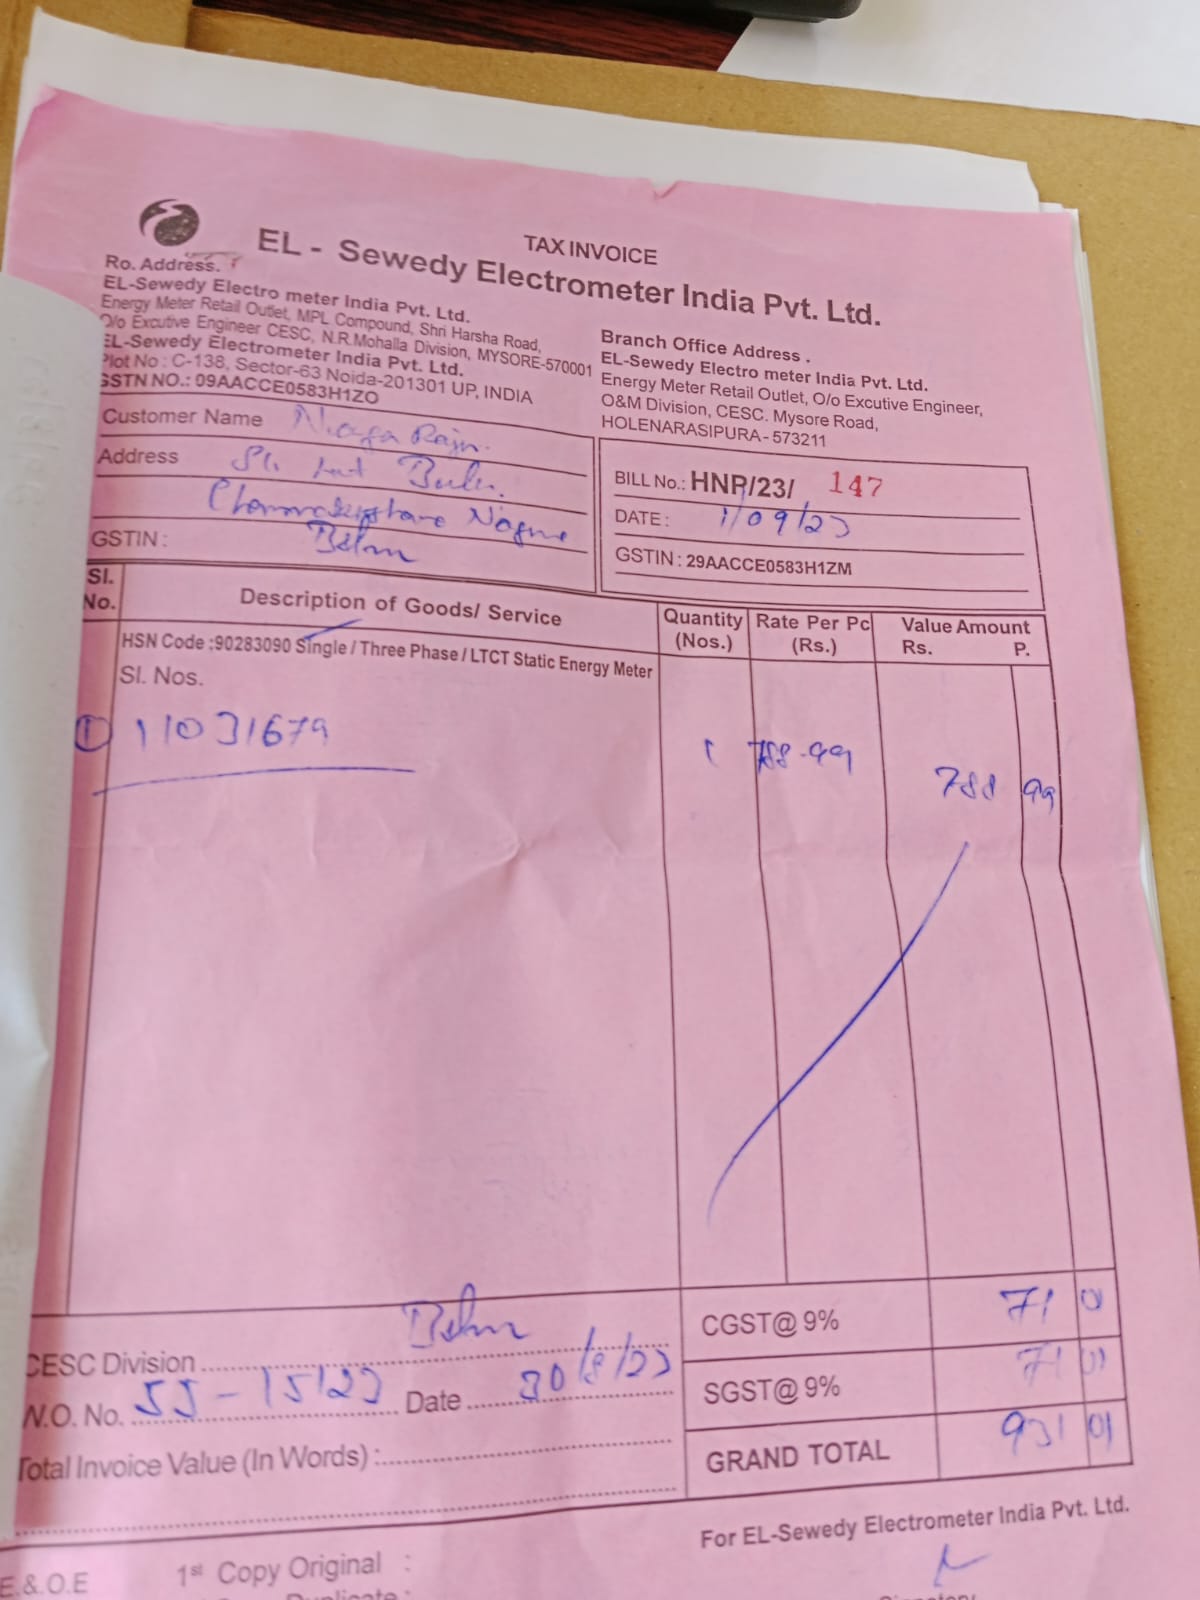 TAX INVOICE
EL - Sewedy Electrometer India Pvt. Ltd.
Ro. Address.
EL-Sewedy Electro meter India Pvt. Ltd.
Energy Meter Retail Outlet, MPL Compound, Shri Harsha Road,
O/o Excutive Engineer CESC, N.R.Mohalla Division, MYSORE-570001
EL-Sewedy Electrometer India Pvt. Ltd.
Plot No : C-138, Sector-63 Noida-201301 UP, INDIA
GSTN NO.: 09AACCE0583H1ZO
Branch Office Address .
EL-Sewedy Electro meter India Pvt. Ltd.
Energy Meter Retail Outlet, O/o Excutive Engineer,
O&M Division, CESC. Mysore Road,
HOLENARASIPURA - 573211
Customer Name
Address
GSTIN :
BILL No.: HNP/23/ 147
DATE : 1/09/23
GSTIN : 29AACCE0583H1ZM
Sl. No. Description of Goods/ Service Quantity (Nos.) Rate Per Pc (Rs.) Value Amount Rs. P.
HSN Code :90283090 Single / Three Phase / LTCT Static Energy Meter
Sl. Nos.
1 11031679 1 788.99 788 99
CESC Division
W.O. No. Date 30/8/23
Total Invoice Value (In Words) :
CGST@ 9% 71 01
SGST@ 9% 71 01
GRAND TOTAL 931 01
For EL-Sewedy Electrometer India Pvt. Ltd.
E.&.O.E 1st Copy Original :